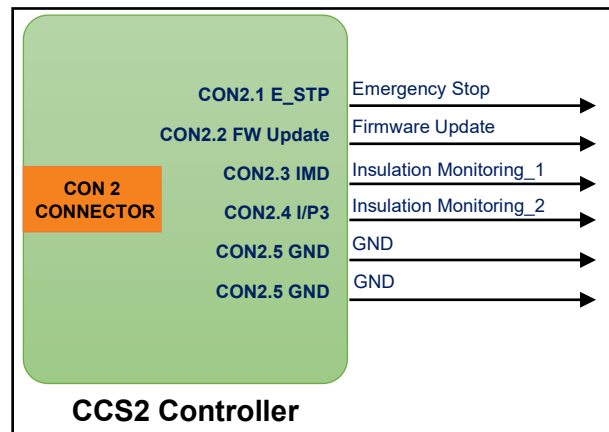 CON2.1 E_STP Emergency Stop
CON2.2 FW Update Firmware Update
CON2.3 IMD Insulation Monitoring_1
CON 2
CONNECTOR
CON2.4 I/P3 Insulation Monitoring_2
CON2.5 GND GND
CON2.5 GND GND
CCS2 Controller